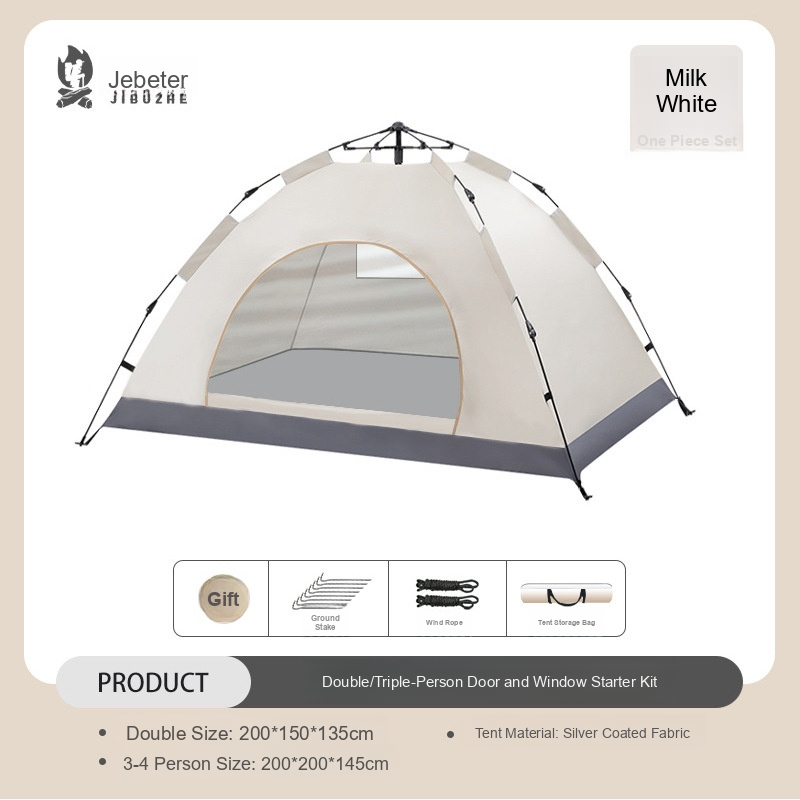 Jebeter
JIBUZHE
Milk
White
One Piece Set
Gift
Ground
Stake
Wind Rope
Tent Storage Bag
PRODUCT
Double/Triple-Person Door and Window Starter Kit
Double Size: 200*150*135cm
Tent Material: Silver Coated Fabric
3-4 Person Size: 200*200*145cm